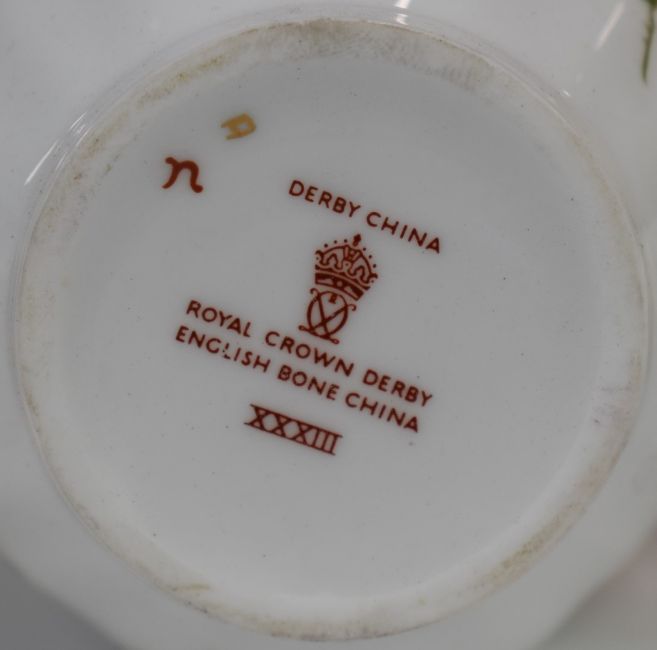 D
n
DERBY CHINA
ROYAL CROWN DERBY
ENGLISH BONE CHINA
XXXIII